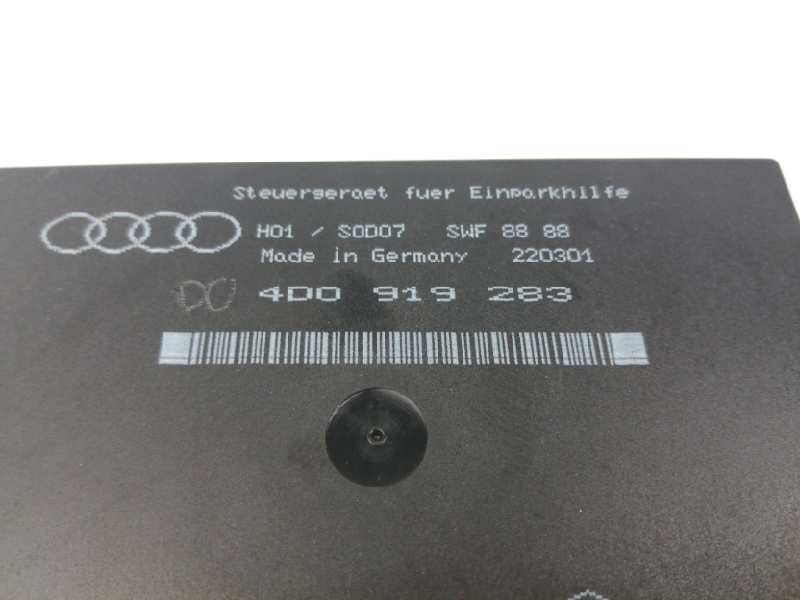 Steuergeraet fuer Einparkhilfe
H01 / S0D07 SWF 88 88
Made in Germany 220301
4D0 919 283